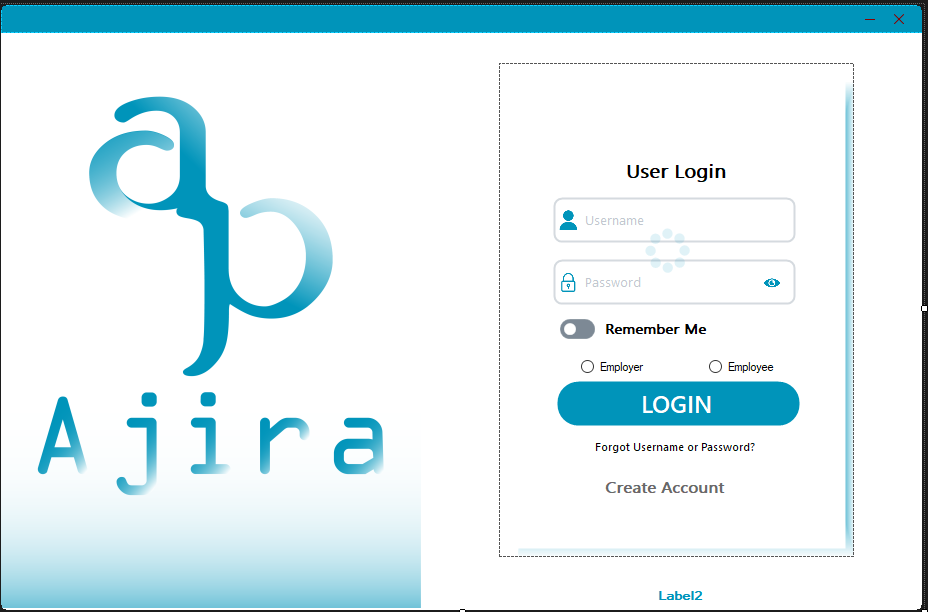 Ajira
User Login
Username
Password
Remember Me
Employer Employee
LOGIN
Forgot Username or Password?
Create Account
Label2